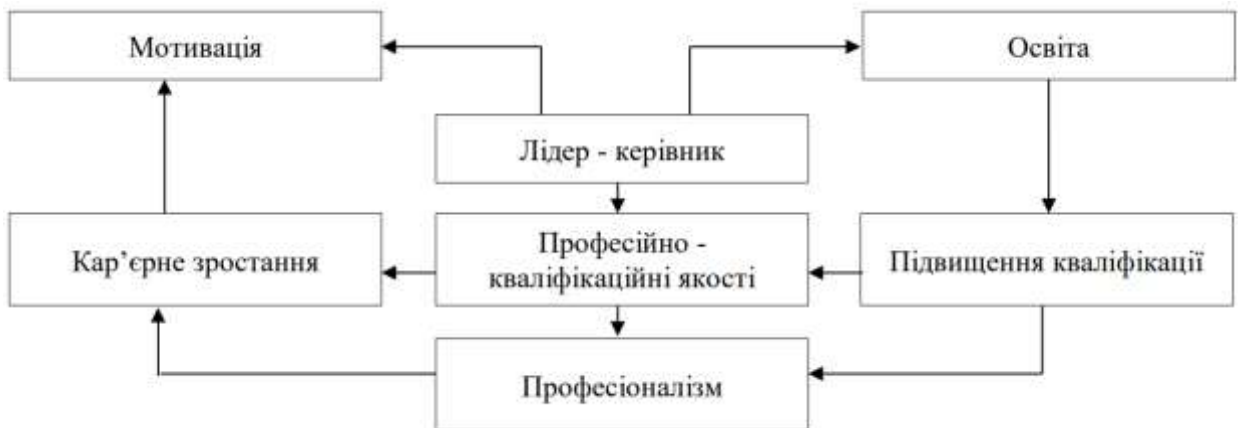 Мотивація
Освіта
Лідер - керівник
Кар’єрне зростання
Професійно -
кваліфікаційні якості
Підвищення кваліфікації
Професіоналізм